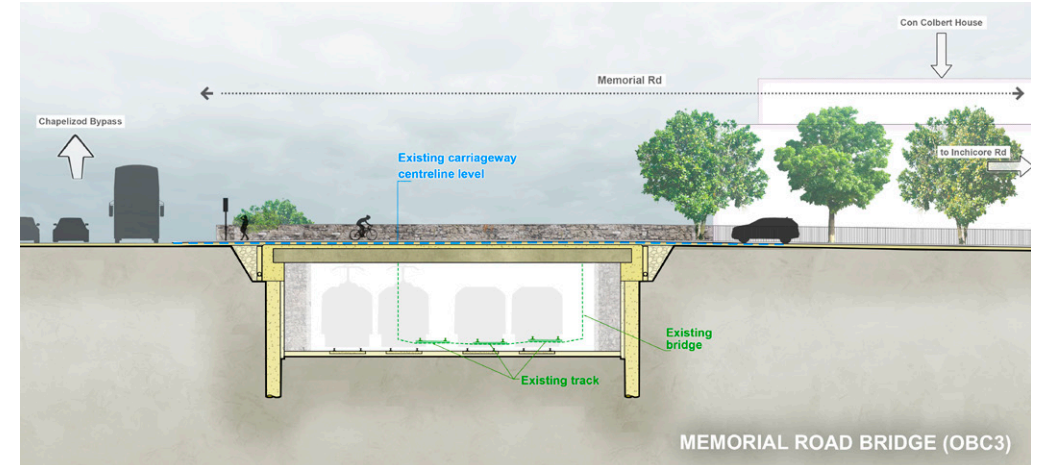 Con Colbert House
Memorial Rd
Chapelizod Bypass
to Inchicore Rd
Existing carriageway
centreline level
Existing
bridge
Existing track
MEMORIAL ROAD BRIDGE (OBC3)